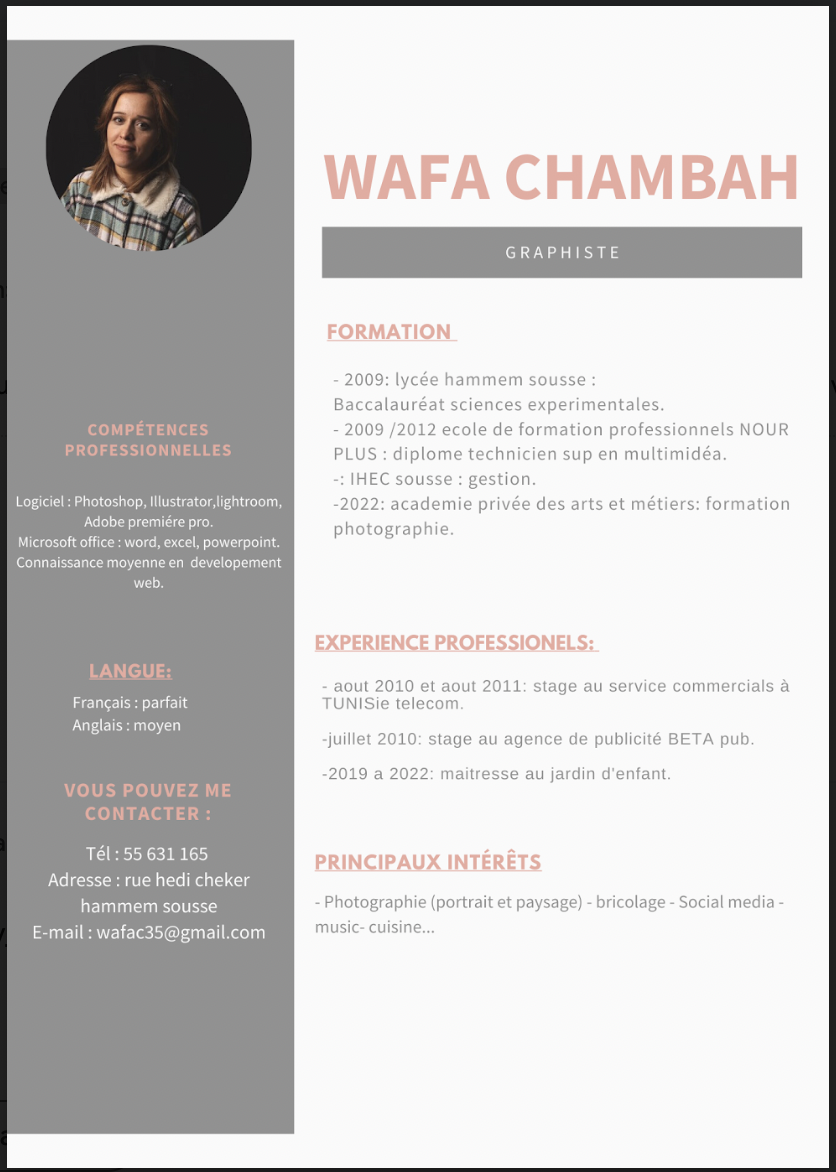 WAFA CHAMBAH
GRAPHISTE
COMPÉTENCES
PROFESSIONNELLES
Logiciel : Photoshop, Illustrator,lightroom,
Adobe premiére pro.
Microsoft office : word, excel, powerpoint.
Connaissance moyenne en developement
web.
LANGUE:
Français : parfait
Anglais : moyen
VOUS POUVEZ ME
CONTACTER :
Tél : 55 631 165
Adresse : rue hedi cheker
hammem sousse
E-mail : wafac35@gmail.com
FORMATION
- 2009: lycée hammem sousse :
Baccalauréat sciences experimentales.
- 2009 /2012 ecole de formation professionnels NOUR
PLUS : diplome technicien sup en multimidéa.
-: IHEC sousse : gestion.
-2022: academie privée des arts et métiers: formation
photographie.
EXPERIENCE PROFESSIONELS:
- aout 2010 et aout 2011: stage au service commercials à
TUNISie telecom.
-juillet 2010: stage au agence de publicité BETA pub.
-2019 a 2022: maitresse au jardin d'enfant.
PRINCIPAUX INTÉRÊTS
- Photographie (portrait et paysage) - bricolage - Social media -
music- cuisine...